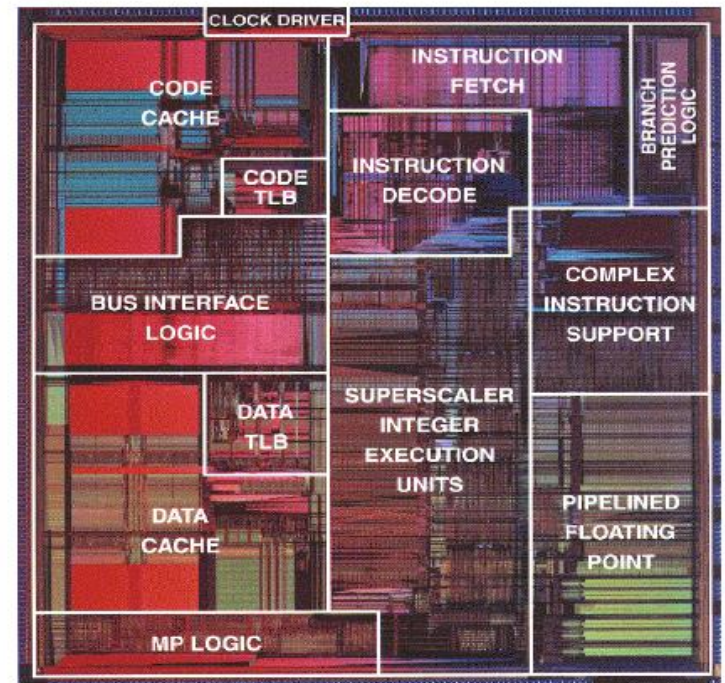 CLOCK DRIVER
CODE
CACHE
CODE
TLB
INSTRUCTION
FETCH
BRANCH
PREDICTION
LOGIC
INSTRUCTION
DECODE
BUS INTERFACE
LOGIC
COMPLEX
INSTRUCTION
SUPPORT
DATA
TLB
SUPERSCALER
INTEGER
EXECUTION
UNITS
DATA
CACHE
PIPELINED
FLOATING
POINT
MP LOGIC